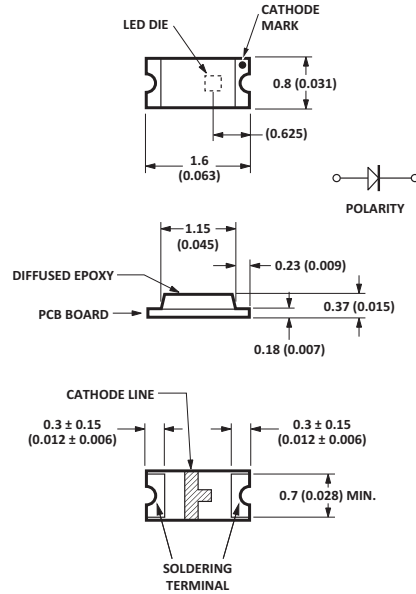 CATHODE
MARK
LED DIE
0.8 (0.031)
(0.625)
1.6
(0.063)
POLARITY
1.15
(0.045)
0.23 (0.009)
DIFFUSED EPOXY
0.37 (0.015)
PCB BOARD
0.18 (0.007)
CATHODE LINE
0.3 ± 0.15
(0.012 ± 0.006)
0.3 ± 0.15
(0.012 ± 0.006)
0.7 (0.028) MIN.
SOLDERING
TERMINAL